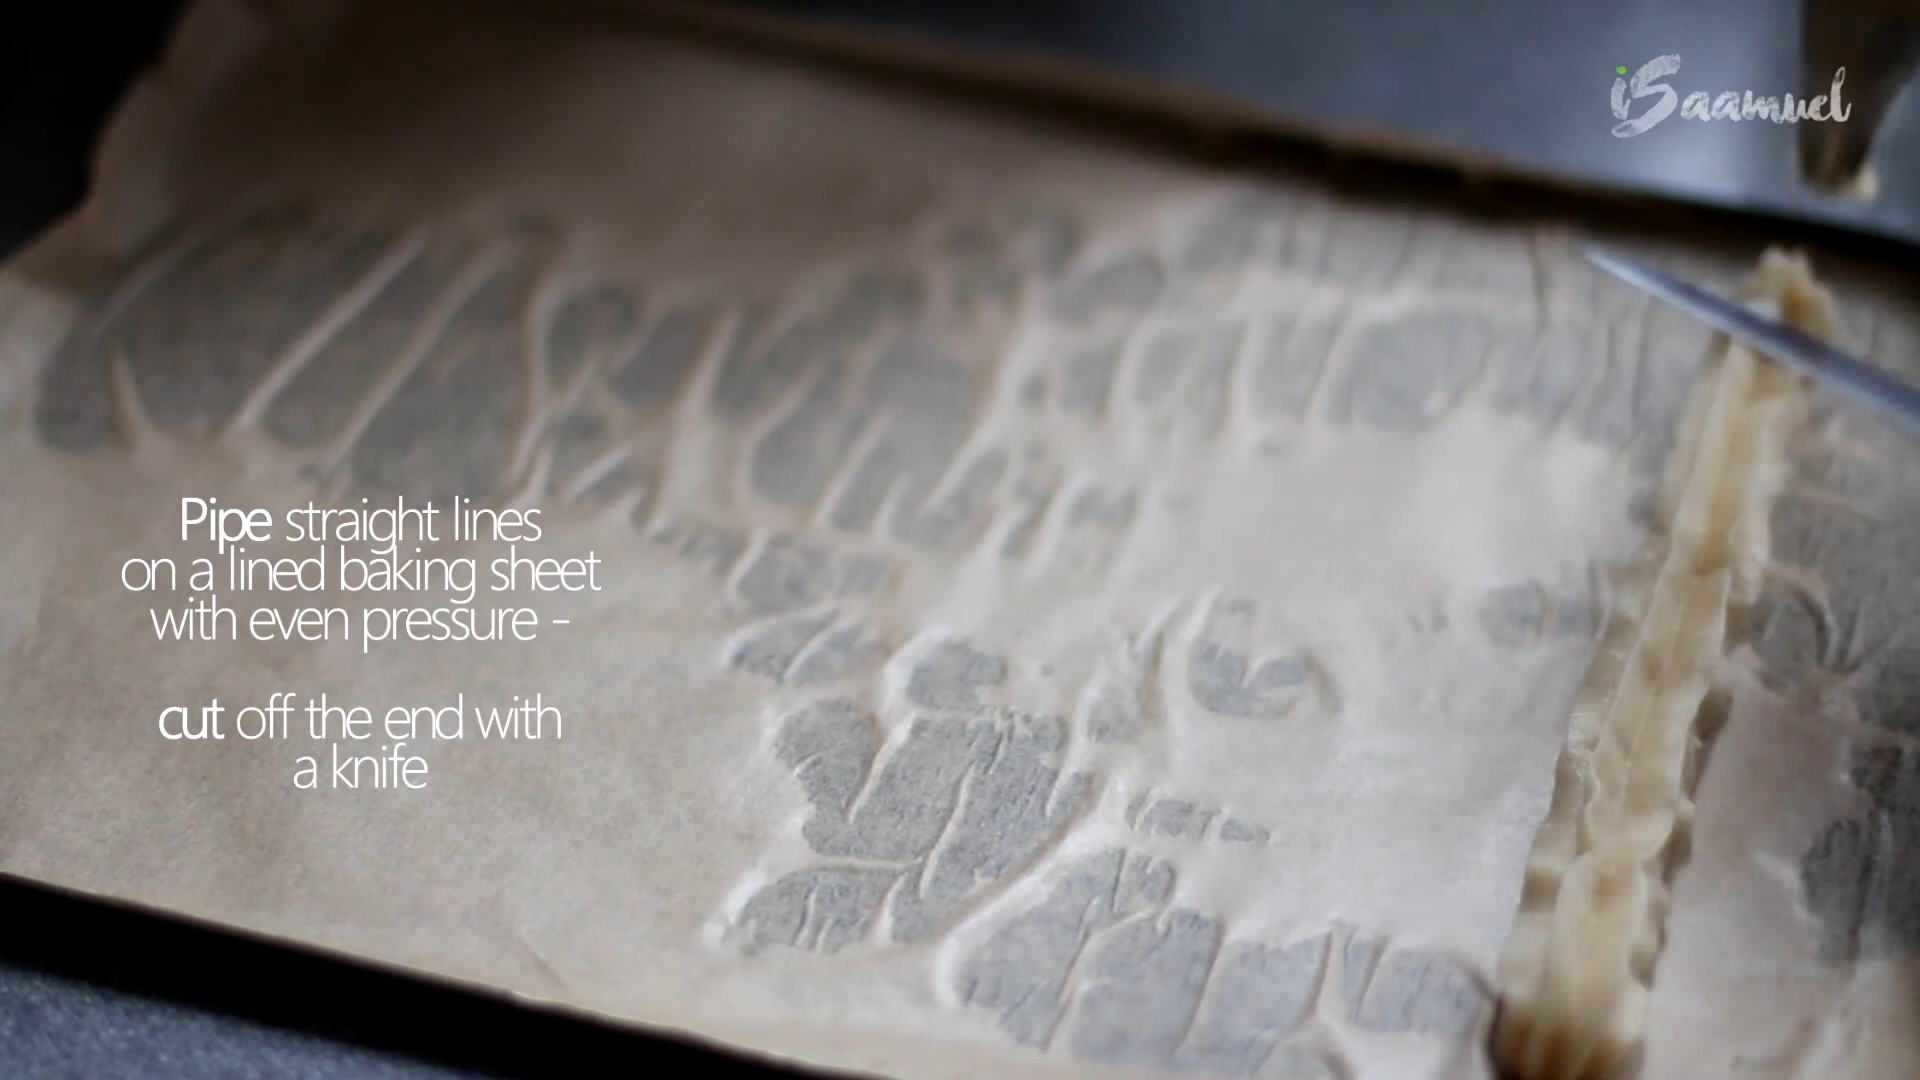 iSaamuel
Pipe straight lines
on a lined baking sheet
with even pressure -
cut off the end with
a knife